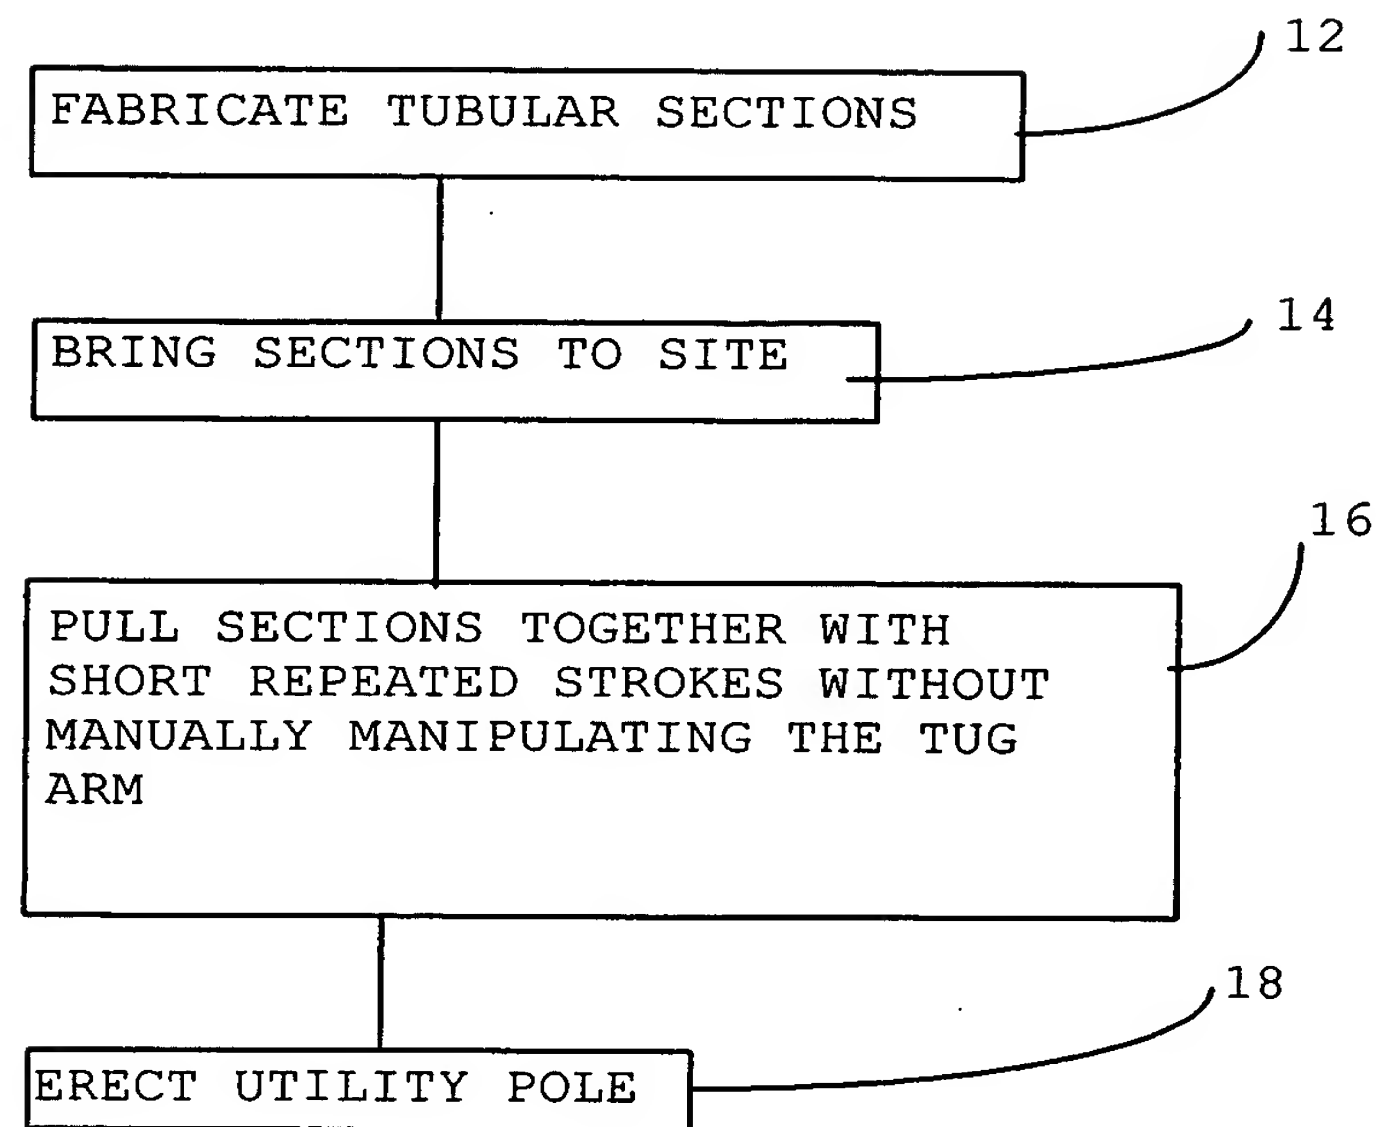 12
FABRICATE TUBULAR SECTIONS
14
BRING SECTIONS TO SITE
16
PULL SECTIONS TOGETHER WITH
SHORT REPEATED STROKES WITHOUT
MANUALLY MANIPULATING THE TUG
ARM
18
ERECT UTILITY POLE